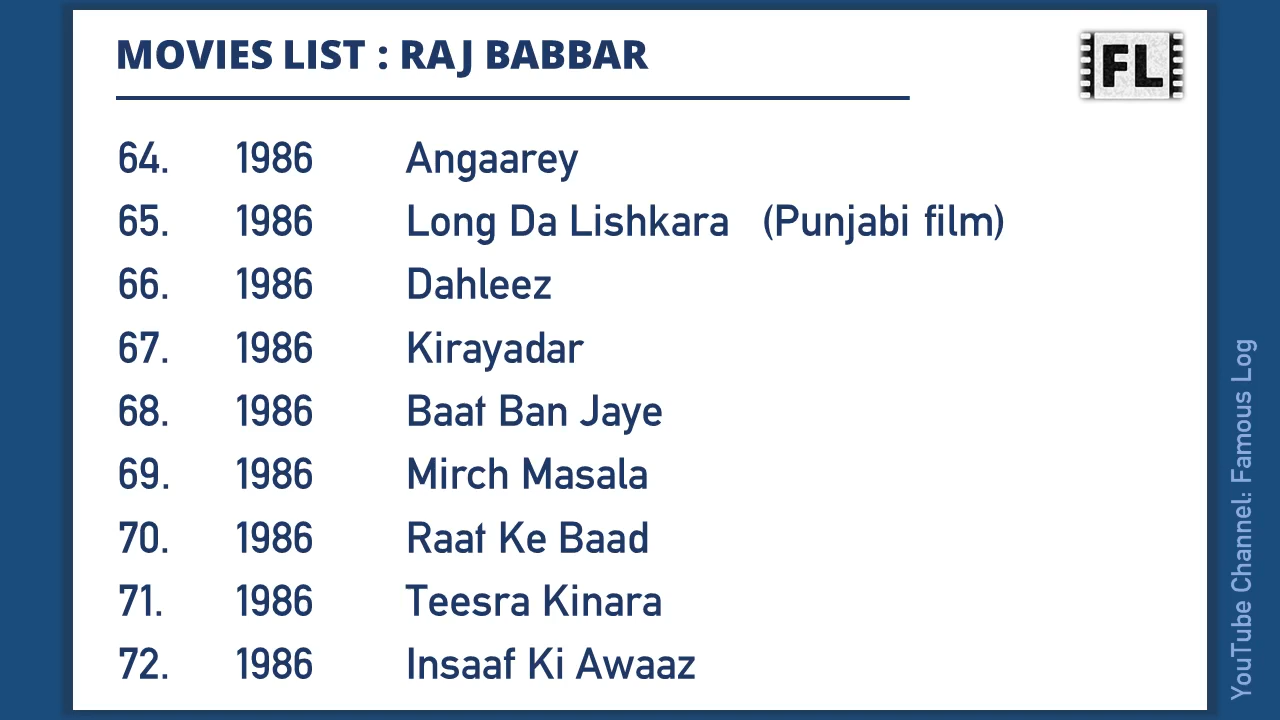 MOVIES LIST : RAJ BABBAR
FL
64. 1986 Angaarey
65. 1986 Long Da Lishkara (Punjabi film)
66. 1986 Dahleez
67. 1986 Kirayadar
68. 1986 Baat Ban Jaye
69. 1986 Mirch Masala
70. 1986 Raat Ke Baad
71. 1986 Teesra Kinara
72. 1986 Insaaf Ki Awaaz
YouTube Channel: Famous Log